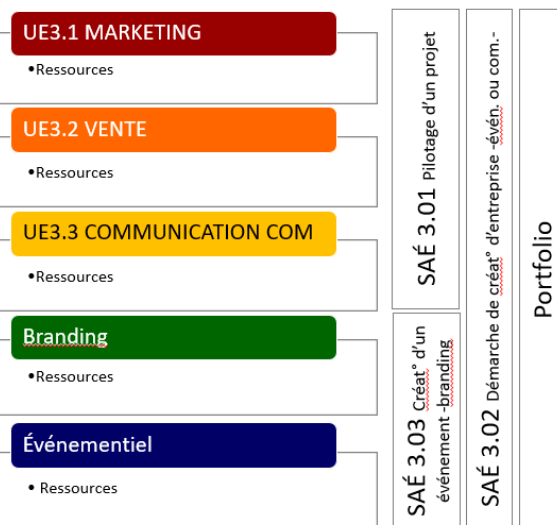 UE3.1 MARKETING
•Ressources
UE3.2 VENTE
•Ressources
UE3.3 COMMUNICATION COM
•Ressources
Branding
•Ressources
Événementiel
• Ressources
SAÉ 3.01 Pilotage d'un projet
SAÉ 3.03 Créat° d'un
événement -branding
SAÉ 3.02 Démarche de créat° d'entreprise -évén. ou com.-
Portfolio